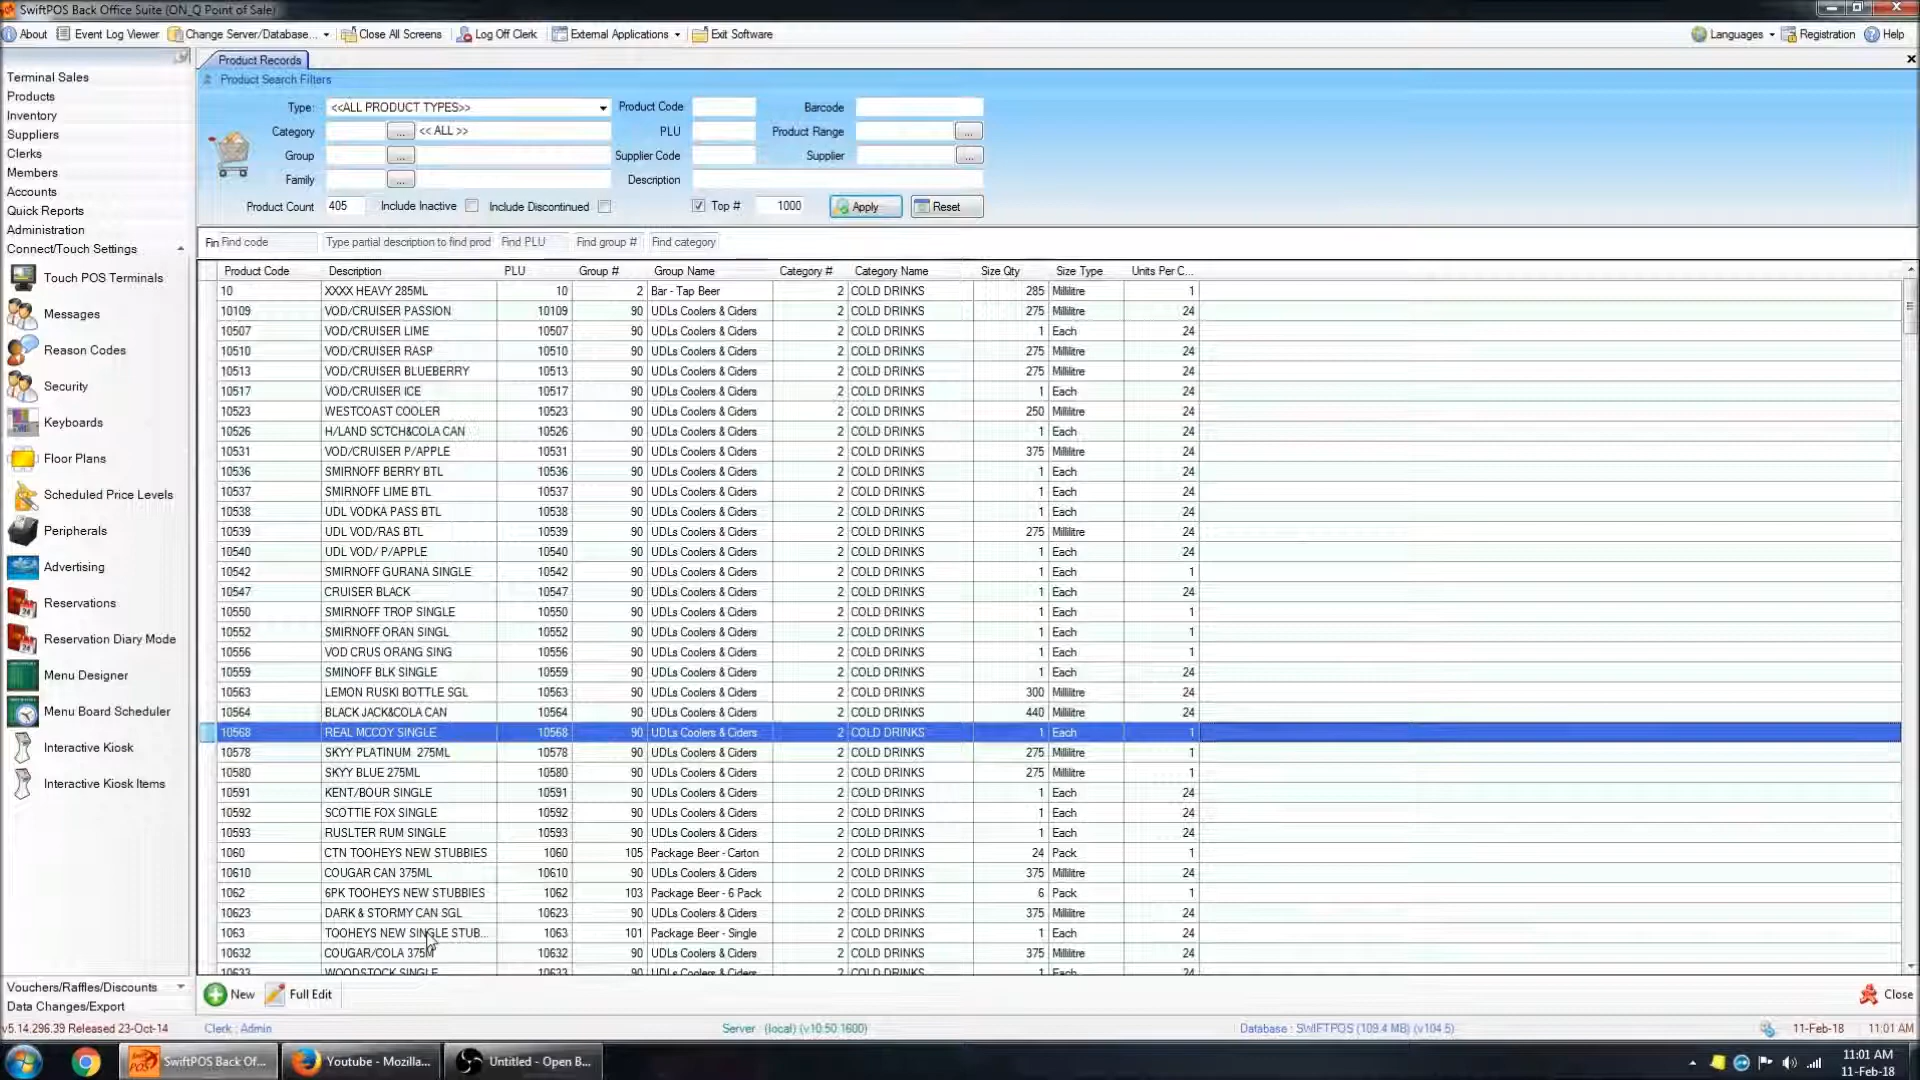 SwiftPOS Back Office Suite (ON_Q Point of Sale)
About Event Log Viewer Change Server/Database... Close All Screens Log Off Clerk External Applications Exit Software Languages Registration Help
Product Records
Product Search Filters
Terminal Sales
Products
Inventory
Suppliers
Clerks
Members
Accounts
Quick Reports
Administration
Connect/Touch Settings
Touch POS Terminals
Messages
Reason Codes
Security
Keyboards
Floor Plans
Scheduled Price Levels
Peripherals
Advertising
Reservations
Reservation Diary Mode
Menu Designer
Menu Board Scheduler
Interactive Kiosk
Interactive Kiosk Items
Vouchers/Raffles/Discounts
Data Changes/Export
Type: <<ALL PRODUCT TYPES>> Product Code Barcode
Category ... << ALL >> PLU Product Range ...
Group ... Supplier Code Supplier ...
Family ... Description
Product Count 405 Include Inactive Include Discontinued Top # 1000 Apply Reset
Fin Find code Type partial description to find prod Find PLU Find group # Find category
Product Code Description PLU Group # Group Name Category # Category Name Size Qty Size Type Units Per C...
10 XXXX HEAVY 285ML 10 2 Bar - Tap Beer 2 COLD DRINKS 285 Millilitre 1
10109 VOD/CRUISER PASSION 10109 90 UDLs Coolers & Ciders 2 COLD DRINKS 275 Millilitre 24
10507 VOD/CRUISER LIME 10507 90 UDLs Coolers & Ciders 2 COLD DRINKS 1 Each 24
10510 VOD/CRUISER RASP 10510 90 UDLs Coolers & Ciders 2 COLD DRINKS 275 Millilitre 24
10513 VOD/CRUISER BLUEBERRY 10513 90 UDLs Coolers & Ciders 2 COLD DRINKS 275 Millilitre 24
10517 VOD/CRUISER ICE 10517 90 UDLs Coolers & Ciders 2 COLD DRINKS 1 Each 24
10523 WESTCOAST COOLER 10523 90 UDLs Coolers & Ciders 2 COLD DRINKS 250 Millilitre 24
10526 H/LAND SCTCH&COLA CAN 10526 90 UDLs Coolers & Ciders 2 COLD DRINKS 1 Each 24
10531 VOD/CRUISER P/APPLE 10531 90 UDLs Coolers & Ciders 2 COLD DRINKS 375 Millilitre 24
10536 SMIRNOFF BERRY BTL 10536 90 UDLs Coolers & Ciders 2 COLD DRINKS 1 Each 24
10537 SMIRNOFF LIME BTL 10537 90 UDLs Coolers & Ciders 2 COLD DRINKS 1 Each 24
10538 UDL VODKA PASS BTL 10538 90 UDLs Coolers & Ciders 2 COLD DRINKS 1 Each 24
10539 UDL VOD/RAS BTL 10539 90 UDLs Coolers & Ciders 2 COLD DRINKS 275 Millilitre 24
10540 UDL VOD/ P/APPLE 10540 90 UDLs Coolers & Ciders 2 COLD DRINKS 1 Each 24
10542 SMIRNOFF GURANA SINGLE 10542 90 UDLs Coolers & Ciders 2 COLD DRINKS 1 Each 1
10547 CRUISER BLACK 10547 90 UDLs Coolers & Ciders 2 COLD DRINKS 1 Each 24
10550 SMIRNOFF TROP SINGLE 10550 90 UDLs Coolers & Ciders 2 COLD DRINKS 1 Each 1
10552 SMIRNOFF ORAN SINGL 10552 90 UDLs Coolers & Ciders 2 COLD DRINKS 1 Each 1
10556 VOD CRUS ORANG SING 10556 90 UDLs Coolers & Ciders 2 COLD DRINKS 1 Each 1
10559 SMINOFF BLK SINGLE 10559 90 UDLs Coolers & Ciders 2 COLD DRINKS 1 Each 24
10563 LEMON RUSKI BOTTLE SGL 10563 90 UDLs Coolers & Ciders 2 COLD DRINKS 300 Millilitre 24
10564 BLACK JACK&COLA CAN 10564 90 UDLs Coolers & Ciders 2 COLD DRINKS 440 Millilitre 24
10568 REAL MCCOY SINGLE 10568 90 UDLs Coolers & Ciders 2 COLD DRINKS 1 Each 1
10578 SKYY PLATINUM 275ML 10578 90 UDLs Coolers & Ciders 2 COLD DRINKS 275 Millilitre 1
10580 SKYY BLUE 275ML 10580 90 UDLs Coolers & Ciders 2 COLD DRINKS 275 Millilitre 1
10591 KENT/BOUR SINGLE 10591 90 UDLs Coolers & Ciders 2 COLD DRINKS 1 Each 24
10592 SCOTTIE FOX SINGLE 10592 90 UDLs Coolers & Ciders 2 COLD DRINKS 1 Each 24
10593 RUSLTER RUM SINGLE 10593 90 UDLs Coolers & Ciders 2 COLD DRINKS 1 Each 24
1060 CTN TOOHEYS NEW STUBBIES 1060 105 Package Beer - Carton 2 COLD DRINKS 24 Pack 1
10610 COUGAR CAN 375ML 10610 90 UDLs Coolers & Ciders 2 COLD DRINKS 375 Millilitre 24
1062 6PK TOOHEYS NEW STUBBIES 1062 103 Package Beer - 6 Pack 2 COLD DRINKS 6 Pack 1
10623 DARK & STORMY CAN SGL 10623 90 UDLs Coolers & Ciders 2 COLD DRINKS 375 Millilitre 24
1063 TOOHEYS NEW SINGLE STUB... 1063 101 Package Beer - Single 2 COLD DRINKS 1 Each 24
10632 COUGAR/COLA 375M 10632 90 UDLs Coolers & Ciders 2 COLD DRINKS 375 Millilitre 24
10633 WOODSTOCK SINGLE 10633 90 UDLs Coolers & Ciders 2 COLD DRINKS 1 Each 24
New Full Edit Close
v5.14.296.39 Released 23-Oct-14 Clerk : Admin Server : (local) (v10.50.1600) Database : SWIFTPOS (109.4 MB) (v104.5) 11-Feb-18 11:01 AM
SwiftPOS Back Of... Youtube - Mozilla... Untitled - Open B... 11:01 AM
11-Feb-18